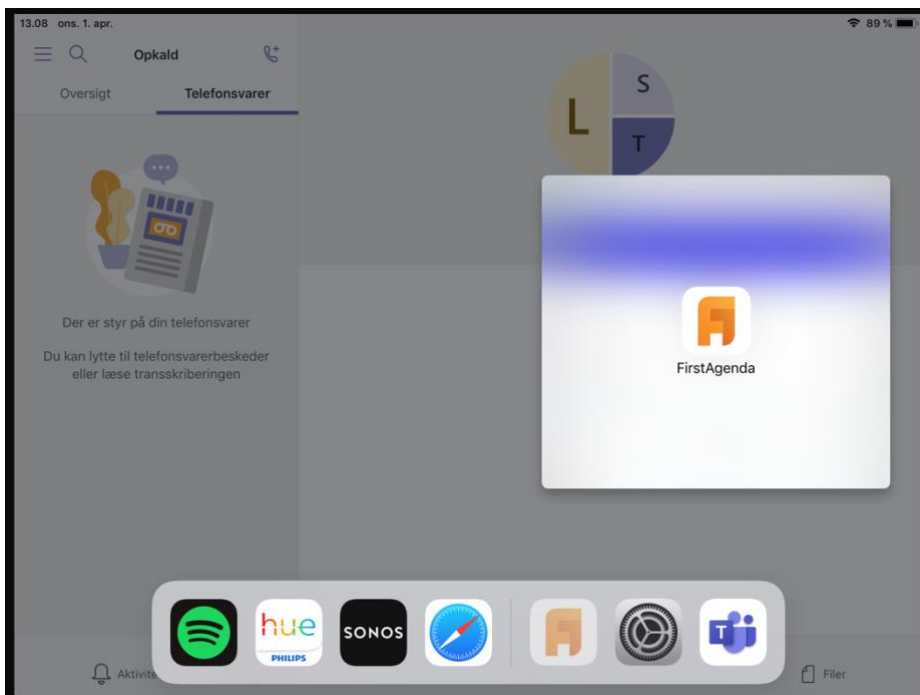 13.08 ons. 1. apr.
89 %
Opkald
Oversigt
Telefonsvarer
L
S
T
Der er styr på din telefonsvarer
Du kan lytte til telefonsvarerbeskeder
eller læse transskriberingen
FirstAgenda
hue
PHILIPS
SONOS
T
Aktivite
Filer